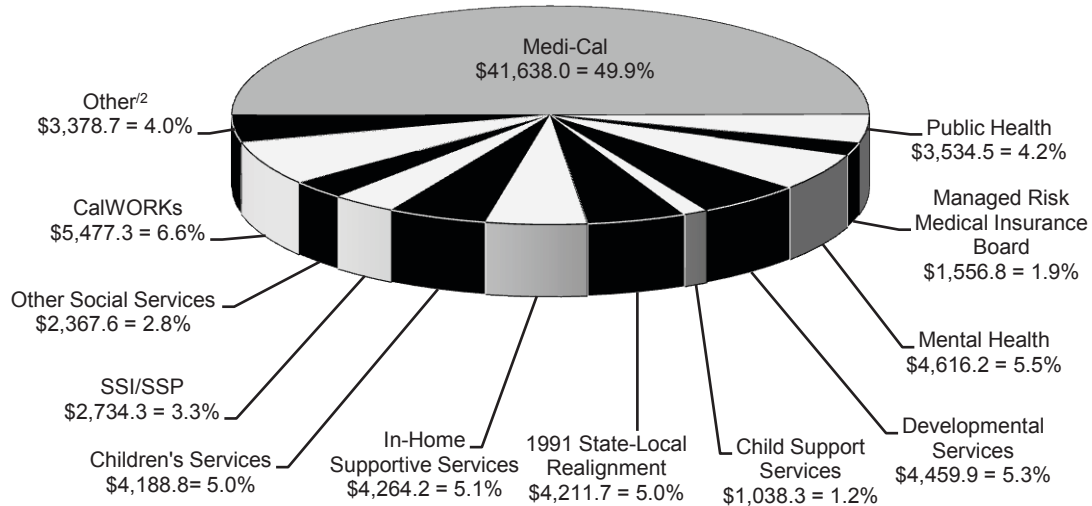 Medi-Cal
$41,638.0 = 49.9%
Other/2
$3,378.7 = 4.0%
Public Health
$3,534.5 = 4.2%
CalWORKs
$5,477.3 = 6.6%
Managed Risk
Medical Insurance
Board
$1,556.8 = 1.9%
Other Social Services
$2,367.6 = 2.8%
Mental Health
$4,616.2 = 5.5%
SSI/SSP
$2,734.3 = 3.3%
Children's Services
$4,188.8= 5.0%
In-Home
Supportive Services
$4,264.2 = 5.1%
1991 State-Local
Realignment
$4,211.7= 5.0%
Child Support
Services
$1,038.3 = 1.2%
Developmental
Services
$4,459.9 = 5.3%